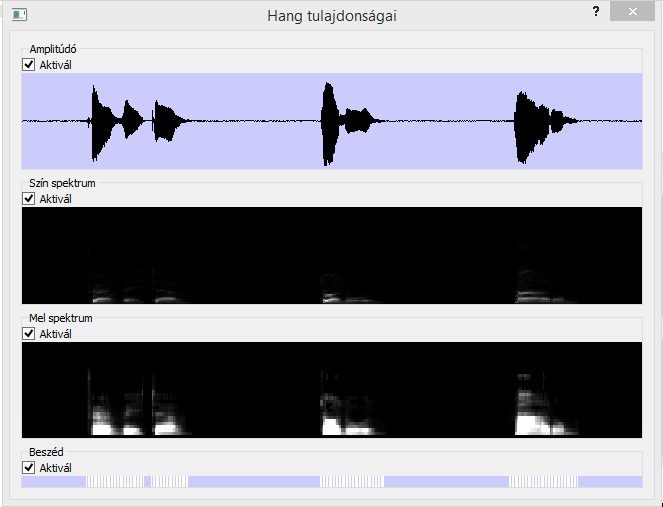 Hang tulajdonságai
?
Amplitúdó
Aktivál
Szín spektrum
Aktivál
Mel spektrum
Aktivál
Beszéd
Aktivál